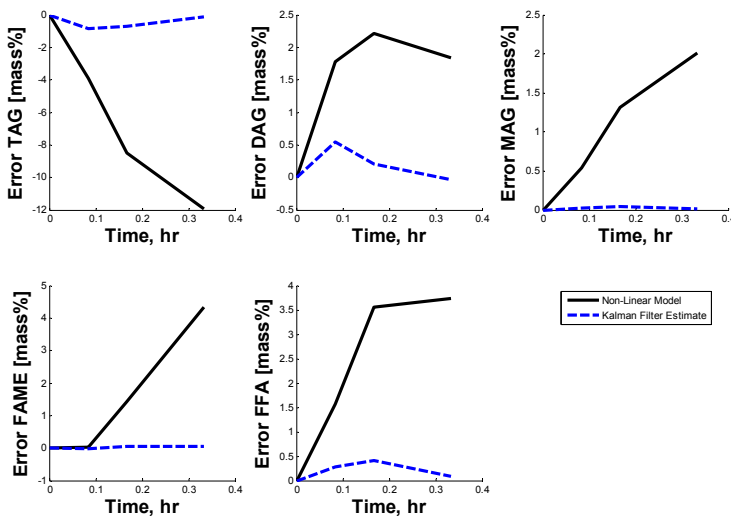 Error TAG [mass%]
0
-2
-4
-6
-8
-10
-12
0 0.1 0.2 0.3 0.4
Time, hr
Error DAG [mass%]
2.5
2
1.5
1
0.5
0
-0.5
0 0.1 0.2 0.3 0.4
Time, hr
Error MAG [mass%]
2.5
2
1.5
1
0.5
0
0 0.1 0.2 0.3 0.4
Time, hr
Error FAME [mass%]
5
4
3
2
1
0
-1
0 0.1 0.2 0.3 0.4
Time, hr
Error FFA [mass%]
4
3.5
3
2.5
2
1.5
1
0.5
0
0 0.1 0.2 0.3 0.4
Time, hr
Non-Linear Model
Kalman Filter Estimate